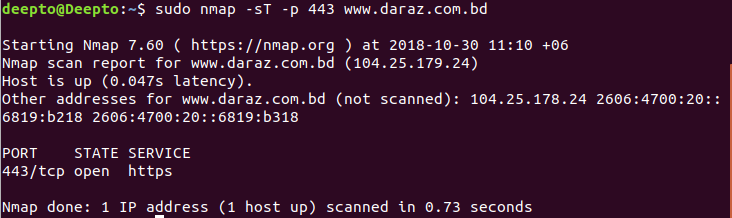 deepto@Deepto:~$ sudo nmap -sT -p 443 www.daraz.com.bd
Starting Nmap 7.60 ( https://nmap.org ) at 2018-10-30 11:10 +06
Nmap scan report for www.daraz.com.bd (104.25.179.24)
Host is up (0.047s latency).
Other addresses for www.daraz.com.bd (not scanned): 104.25.178.24 2606:4700:20::
6819:b218 2606:4700:20::6819:b318
PORT    STATE SERVICE
443/tcp open  https
Nmap done: 1 IP address (1 host up) scanned in 0.73 seconds